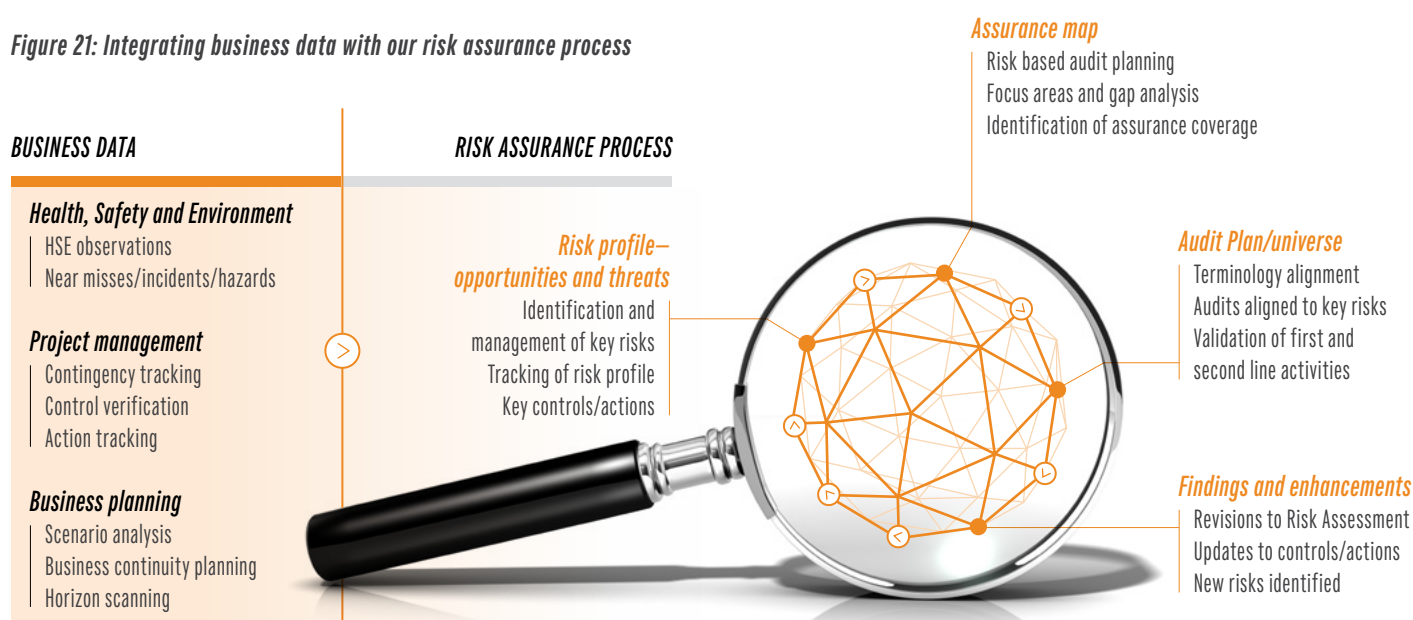 Figure 21: Integrating business data with our risk assurance process
BUSINESS DATA
Health, Safety and Environment
HSE observations
Near misses/incidents/hazards
Project management
Contingency tracking
Control verification
Action tracking
Business planning
Scenario analysis
Business continuity planning
Horizon scanning
RISK ASSURANCE PROCESS
Risk profile–
opportunities and threats
Identification and
management of key risks
Tracking of risk profile
Key controls/actions
Assurance map
Risk based audit planning
Focus areas and gap analysis
Identification of assurance coverage
Audit Plan/universe
Terminology alignment
Audits aligned to key risks
Validation of first and
second line activities
Findings and enhancements
Revisions to Risk Assessment
Updates to controls/actions
New risks identified